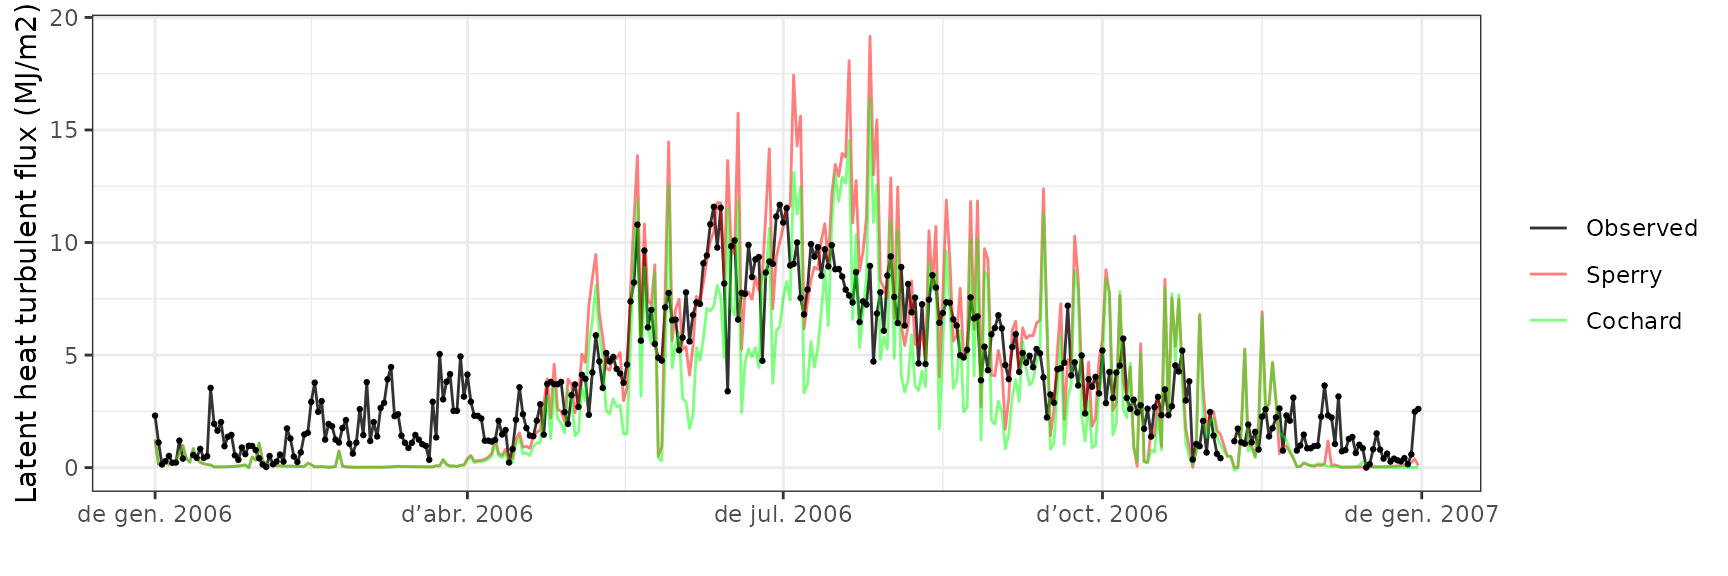 Latent heat turbulent flux (MJ/m2)
20
15
10
5
0
de gen. 2006
d’abr. 2006
de jul. 2006
d’oct. 2006
de gen. 2007
Observed
Sperry
Cochard